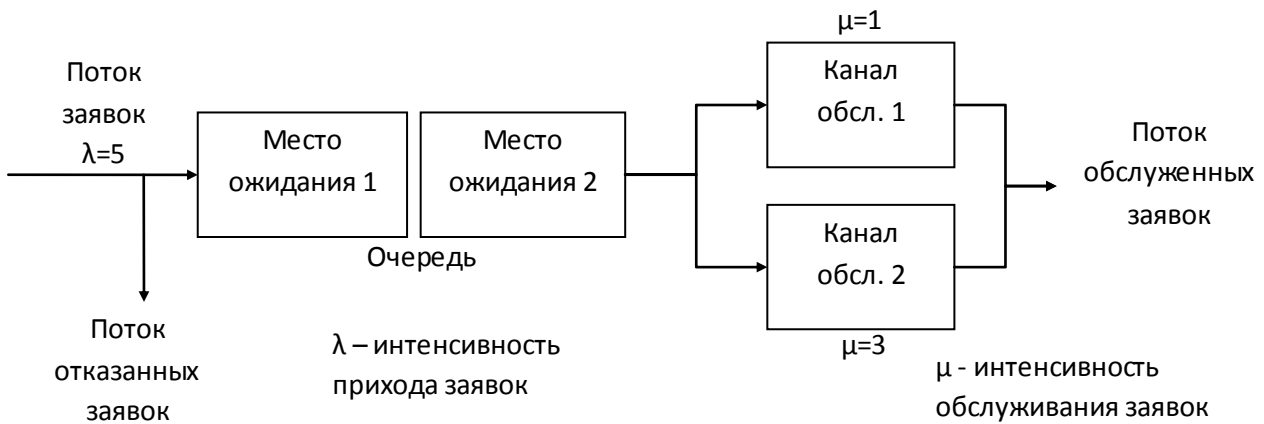 Поток
заявок
λ=5
Место
ожидания 1
Место
ожидания 2
Очередь
μ=1
Канал
обсл. 1
Канал
обсл. 2
μ=3
Поток
обслуженных
заявок
Поток
отказанных
заявок
λ – интенсивность
прихода заявок
μ - интенсивность
обслуживания заявок